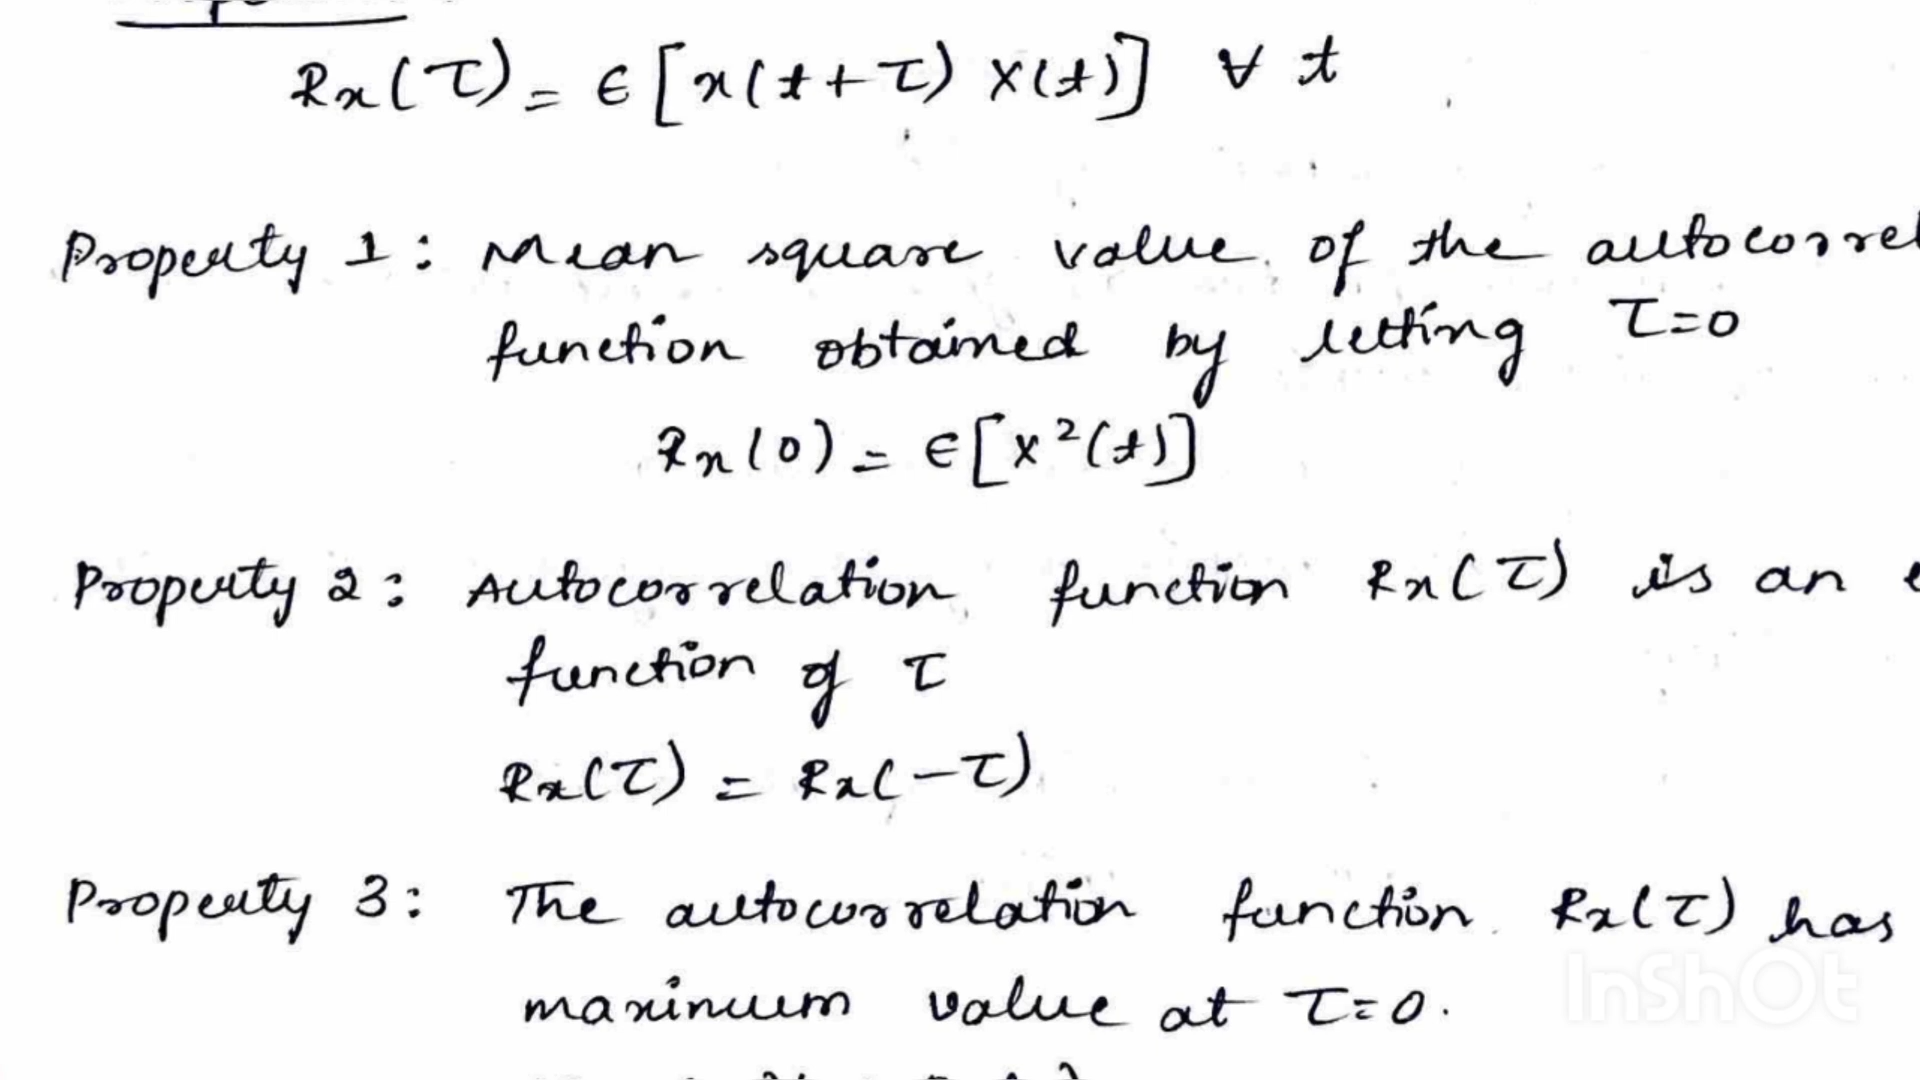 Rx(τ) = E[x(t+τ) X(t)] ∀ t
Property 1: Mean square value of the autocorrel
function obtained by letting τ=0
Rx(0) = E[X²(t)]
Property 2: Autocorrelation function Rx(τ) is an
function of τ
Rx(τ) = Rx(-τ)
Property 3: The autocorrelation function Rx(τ) has
maximum value at τ=0.
InShOt